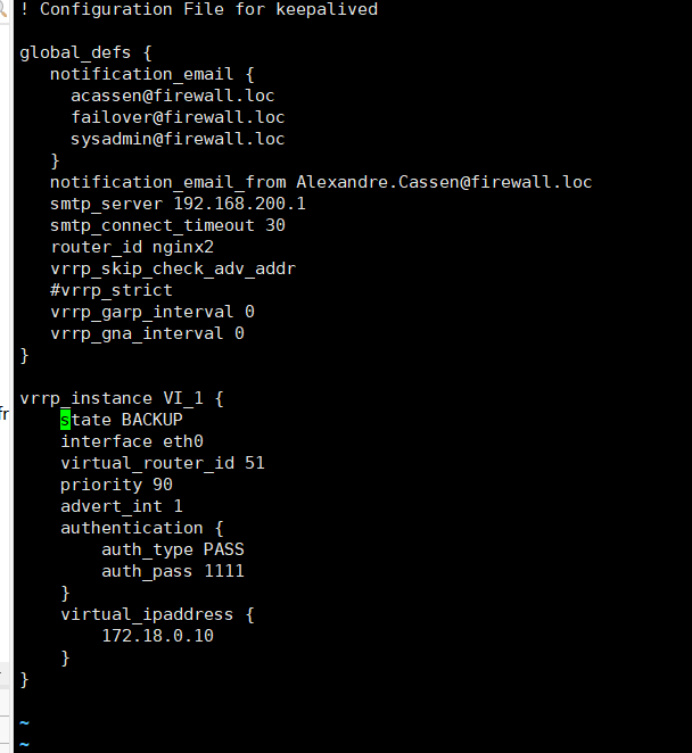 ! Configuration File for keepalived
global_defs {
   notification_email {
     acassen@firewall.loc
     failover@firewall.loc
     sysadmin@firewall.loc
   }
   notification_email_from Alexandre.Cassen@firewall.loc
   smtp_server 192.168.200.1
   smtp_connect_timeout 30
   router_id nginx2
   vrrp_skip_check_adv_addr
   #vrrp_strict
   vrrp_garp_interval 0
   vrrp_gna_interval 0
}
vrrp_instance VI_1 {
    state BACKUP
    interface eth0
    virtual_router_id 51
    priority 90
    advert_int 1
    authentication {
        auth_type PASS
        auth_pass 1111
    }
    virtual_ipaddress {
        172.18.0.10
    }
}
~
~
fr